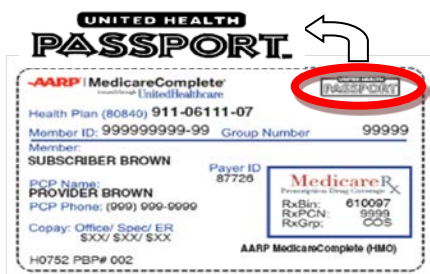 UNITED HEALTH
PASSPORT
AARP MedicareComplete
insured through UnitedHealthcare
UNITED HEALTH
PASSPORT
Health Plan (80840) 911-06111-07
Member ID: 999999999-99 Group Number 99999
Member:
SUBSCRIBER BROWN
Payer ID
87726
PCP Name:
PROVIDER BROWN
PCP Phone: (999) 999-9999
MedicareRx
Prescription Drug Coverage
RxBin: 610097
RxPCN: 9999
RxGrp: COS
Copay: Office/ Spec/ ER
$XX/ $XX/ $XX
AARP MedicareComplete (HMO)
H0752 PBP# 002